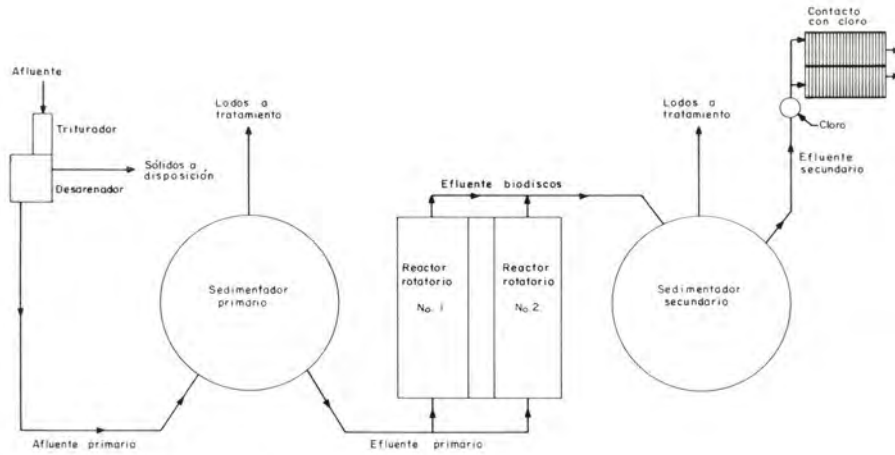 Contacto
con cloro
Afluente
Triturador
Lodos a
tratamiento
Lodos a
tratamiento
Cloro
Sólidos a
disposición
Desarenador
Efluente
secundario
Efluente biodiscos
Reactor
rotatorio
No. 1
Reactor
rotatorio
No. 2
Sedimentador
primario
Sedimentador
secundario
Afluente primario
Efluente primario